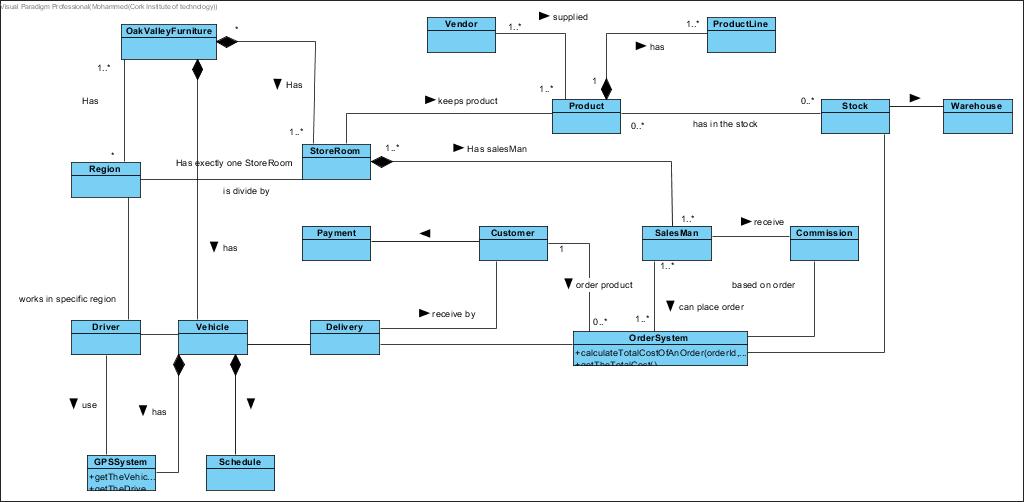 Visual Paradigm Professional(Mohammed(Cork Institute of technology))
OakValleyFurniture
*
Vendor
1..*
supplied
1..*
ProductLine
has
1..*
Has
Has
1
1..*
keeps product
Product
0..*
Stock
Warehouse
0..*
has in the stock
1..*
StoreRoom
1..*
Has salesMan
*
Has exectly one StoreRoom
Region
is divide by
1..*
Payment
Customer
1
SalesMan
receive
Commission
has
1..*
order product
based on order
works in specific region
receive by
can place order
0..*
1..*
Driver
Vehicle
Delivery
OrderSystem
+calculateTotalCostOfAnOrder(orderId,...
+getTheTotalCost()
use
has
GPSSystem
+getTheVehic...
+getTheDrive...
Schedule